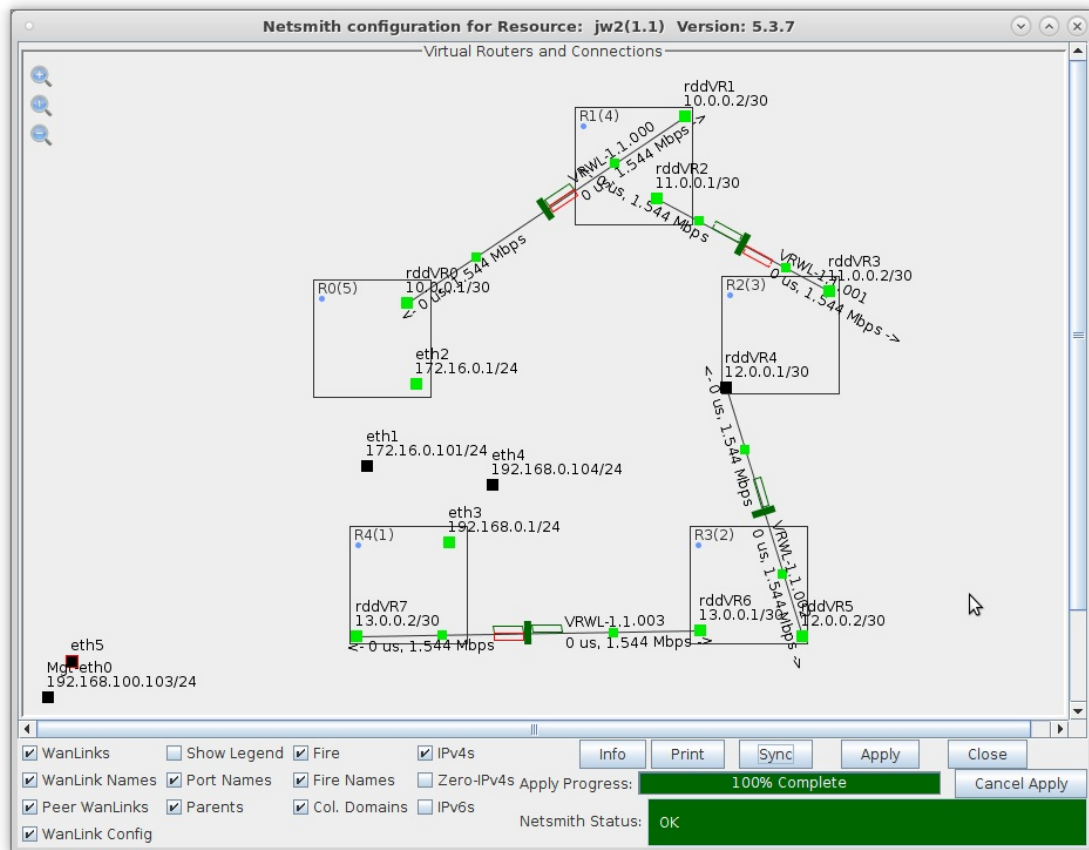 Netsmith configuration for Resource: jw2(1.1) Version: 5.3.7
Virtual Routers and Connections
rddVR1
10.0.0.2/30
R1(4)
VRWL-1.1.000
0 us, 1.544 Mbps ->
rddVR2
11.0.0.1/30
0 us, 1.544 Mbps
VRWL-1.1.001
0 us, 1.544 Mbps ->
rddVR3
11.0.0.2/30
rddVR0
10.0.0.1/30
<- 0 us, 1.544 Mbps
R0(5)
R2(3)
eth2
172.16.0.1/24
rddVR4
12.0.0.1/30
<- 0 us, 1.544 Mbps
eth1
172.16.0.101/24
eth4
192.168.0.104/24
eth3
192.168.0.1/24
R4(1)
R3(2)
VRWL-1.1.002
0 us, 1.544 Mbps ->
rddVR7
13.0.0.2/30
<- 0 us, 1.544 Mbps
VRWL-1.1.003
0 us, 1.544 Mbps ->
rddVR6
13.0.0.1/30
rddVR5
12.0.0.2/30
eth5
Mgt-eth0
192.168.100.103/24
WanLinks Show Legend Fire IPv4s Info Print Sync Apply Close
WanLink Names Port Names Fire Names Zero-IPv4s Apply Progress: 100% Complete Cancel Apply
Peer WanLinks Parents Col. Domains IPv6s
WanLink Config Netsmith Status: OK